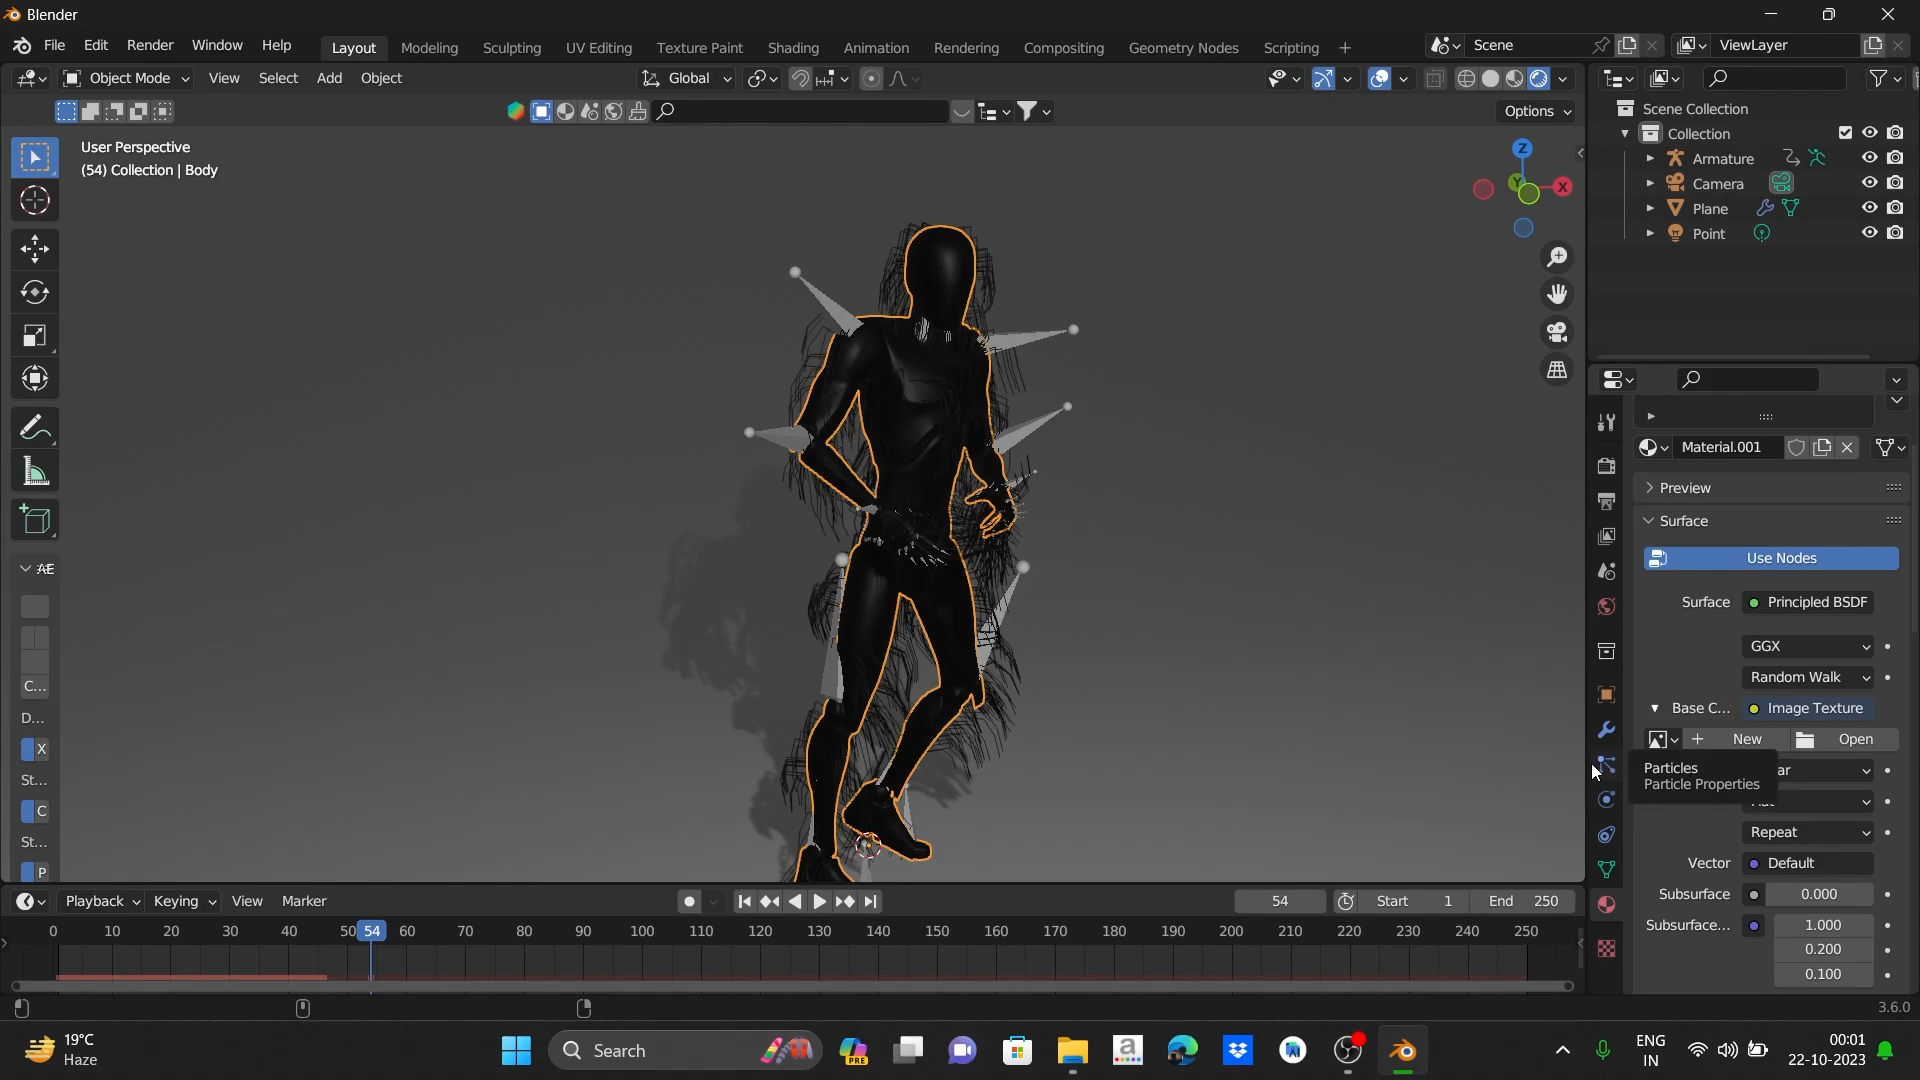 Blender
File Edit Render Window Help Layout Modeling Sculpting UV Editing Texture Paint Shading Animation Rendering Compositing Geometry Nodes Scripting + Scene ViewLayer
Object Mode View Select Add Object Global
Options
User Perspective
(54) Collection | Body
Z
Y
X
Scene Collection
Collection
Armature
Camera
Plane
Point
Material.001
Preview
Surface
Use Nodes
Surface Principled BSDF
GGX
Random Walk
Base C... Image Texture
+ New Open
Particles
Particle Properties
ar
Repeat
Vector Default
Subsurface 0.000
Subsurface... 1.000
0.200
0.100
AE
C...
D...
X
St...
C
St...
P
Playback Keying View Marker 54 Start 1 End 250
0 10 20 30 40 50 54 60 70 80 90 100 110 120 130 140 150 160 170 180 190 200 210 220 230 240 250
3.6.0
19°C
Haze
Search
PRE
a
ENG
IN
00:01
22-10-2023